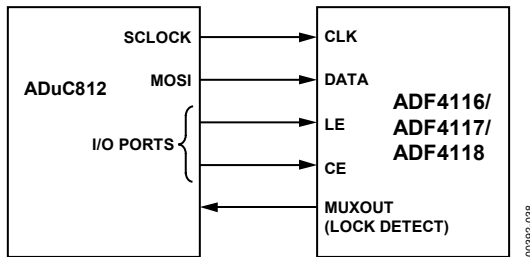 SCLOCK
MOSI
ADuC812
I/O PORTS
CLK
DATA
LE
CE
MUXOUT
(LOCK DETECT)
ADF4116/
ADF4117/
ADF4118
00392-038